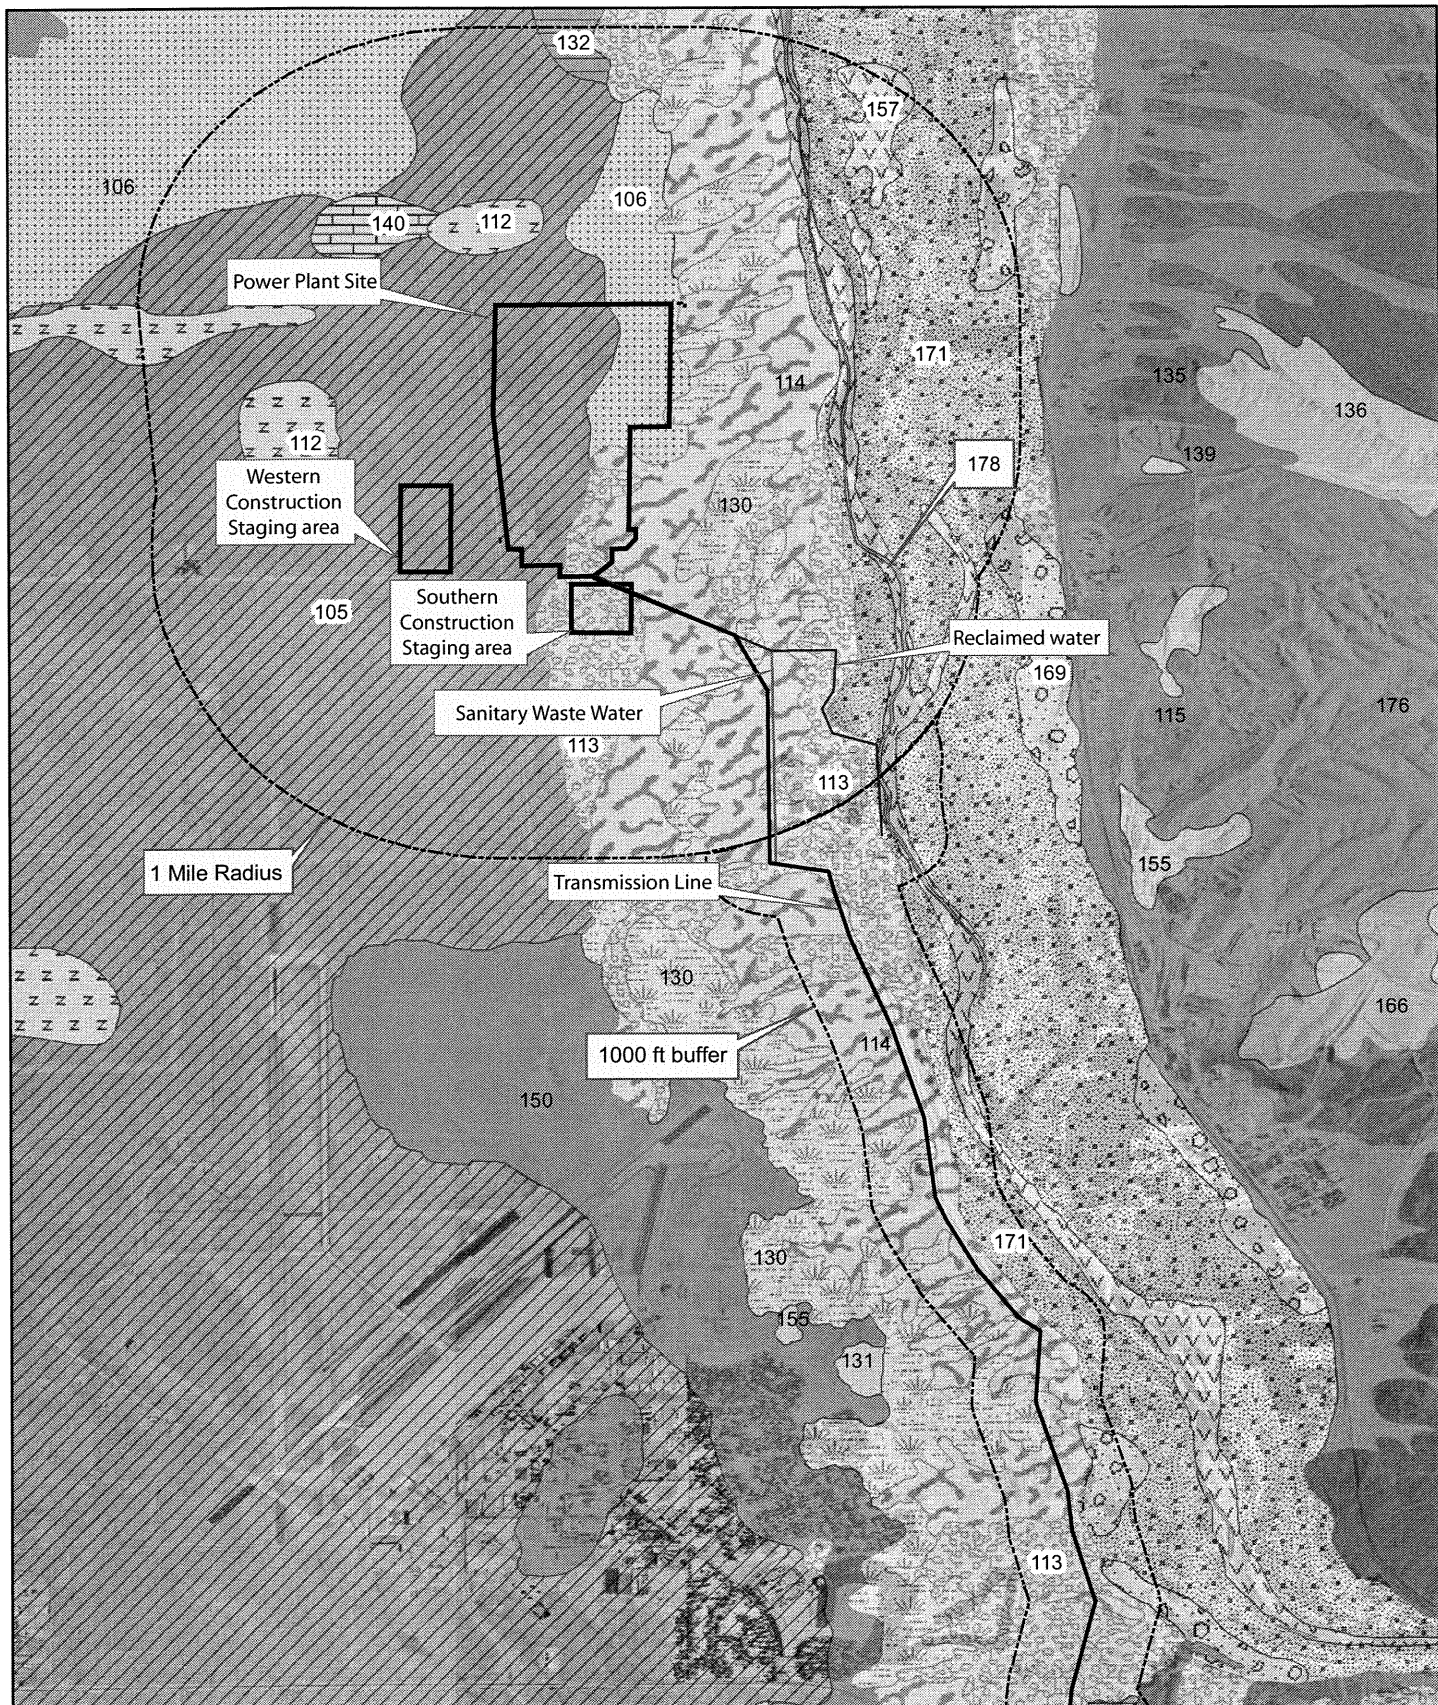 132
157
106
106
140
112
Power Plant Site
171
114
135
136
112
139
178
Western
Construction
Staging area
130
105
Southern
Construction
Staging area
Reclaimed water
169
Sanitary Waste Water
115
176
113
113
1 Mile Radius
155
Transmission Line
130
166
1000 ft buffer
114
150
171
130
155
131
113